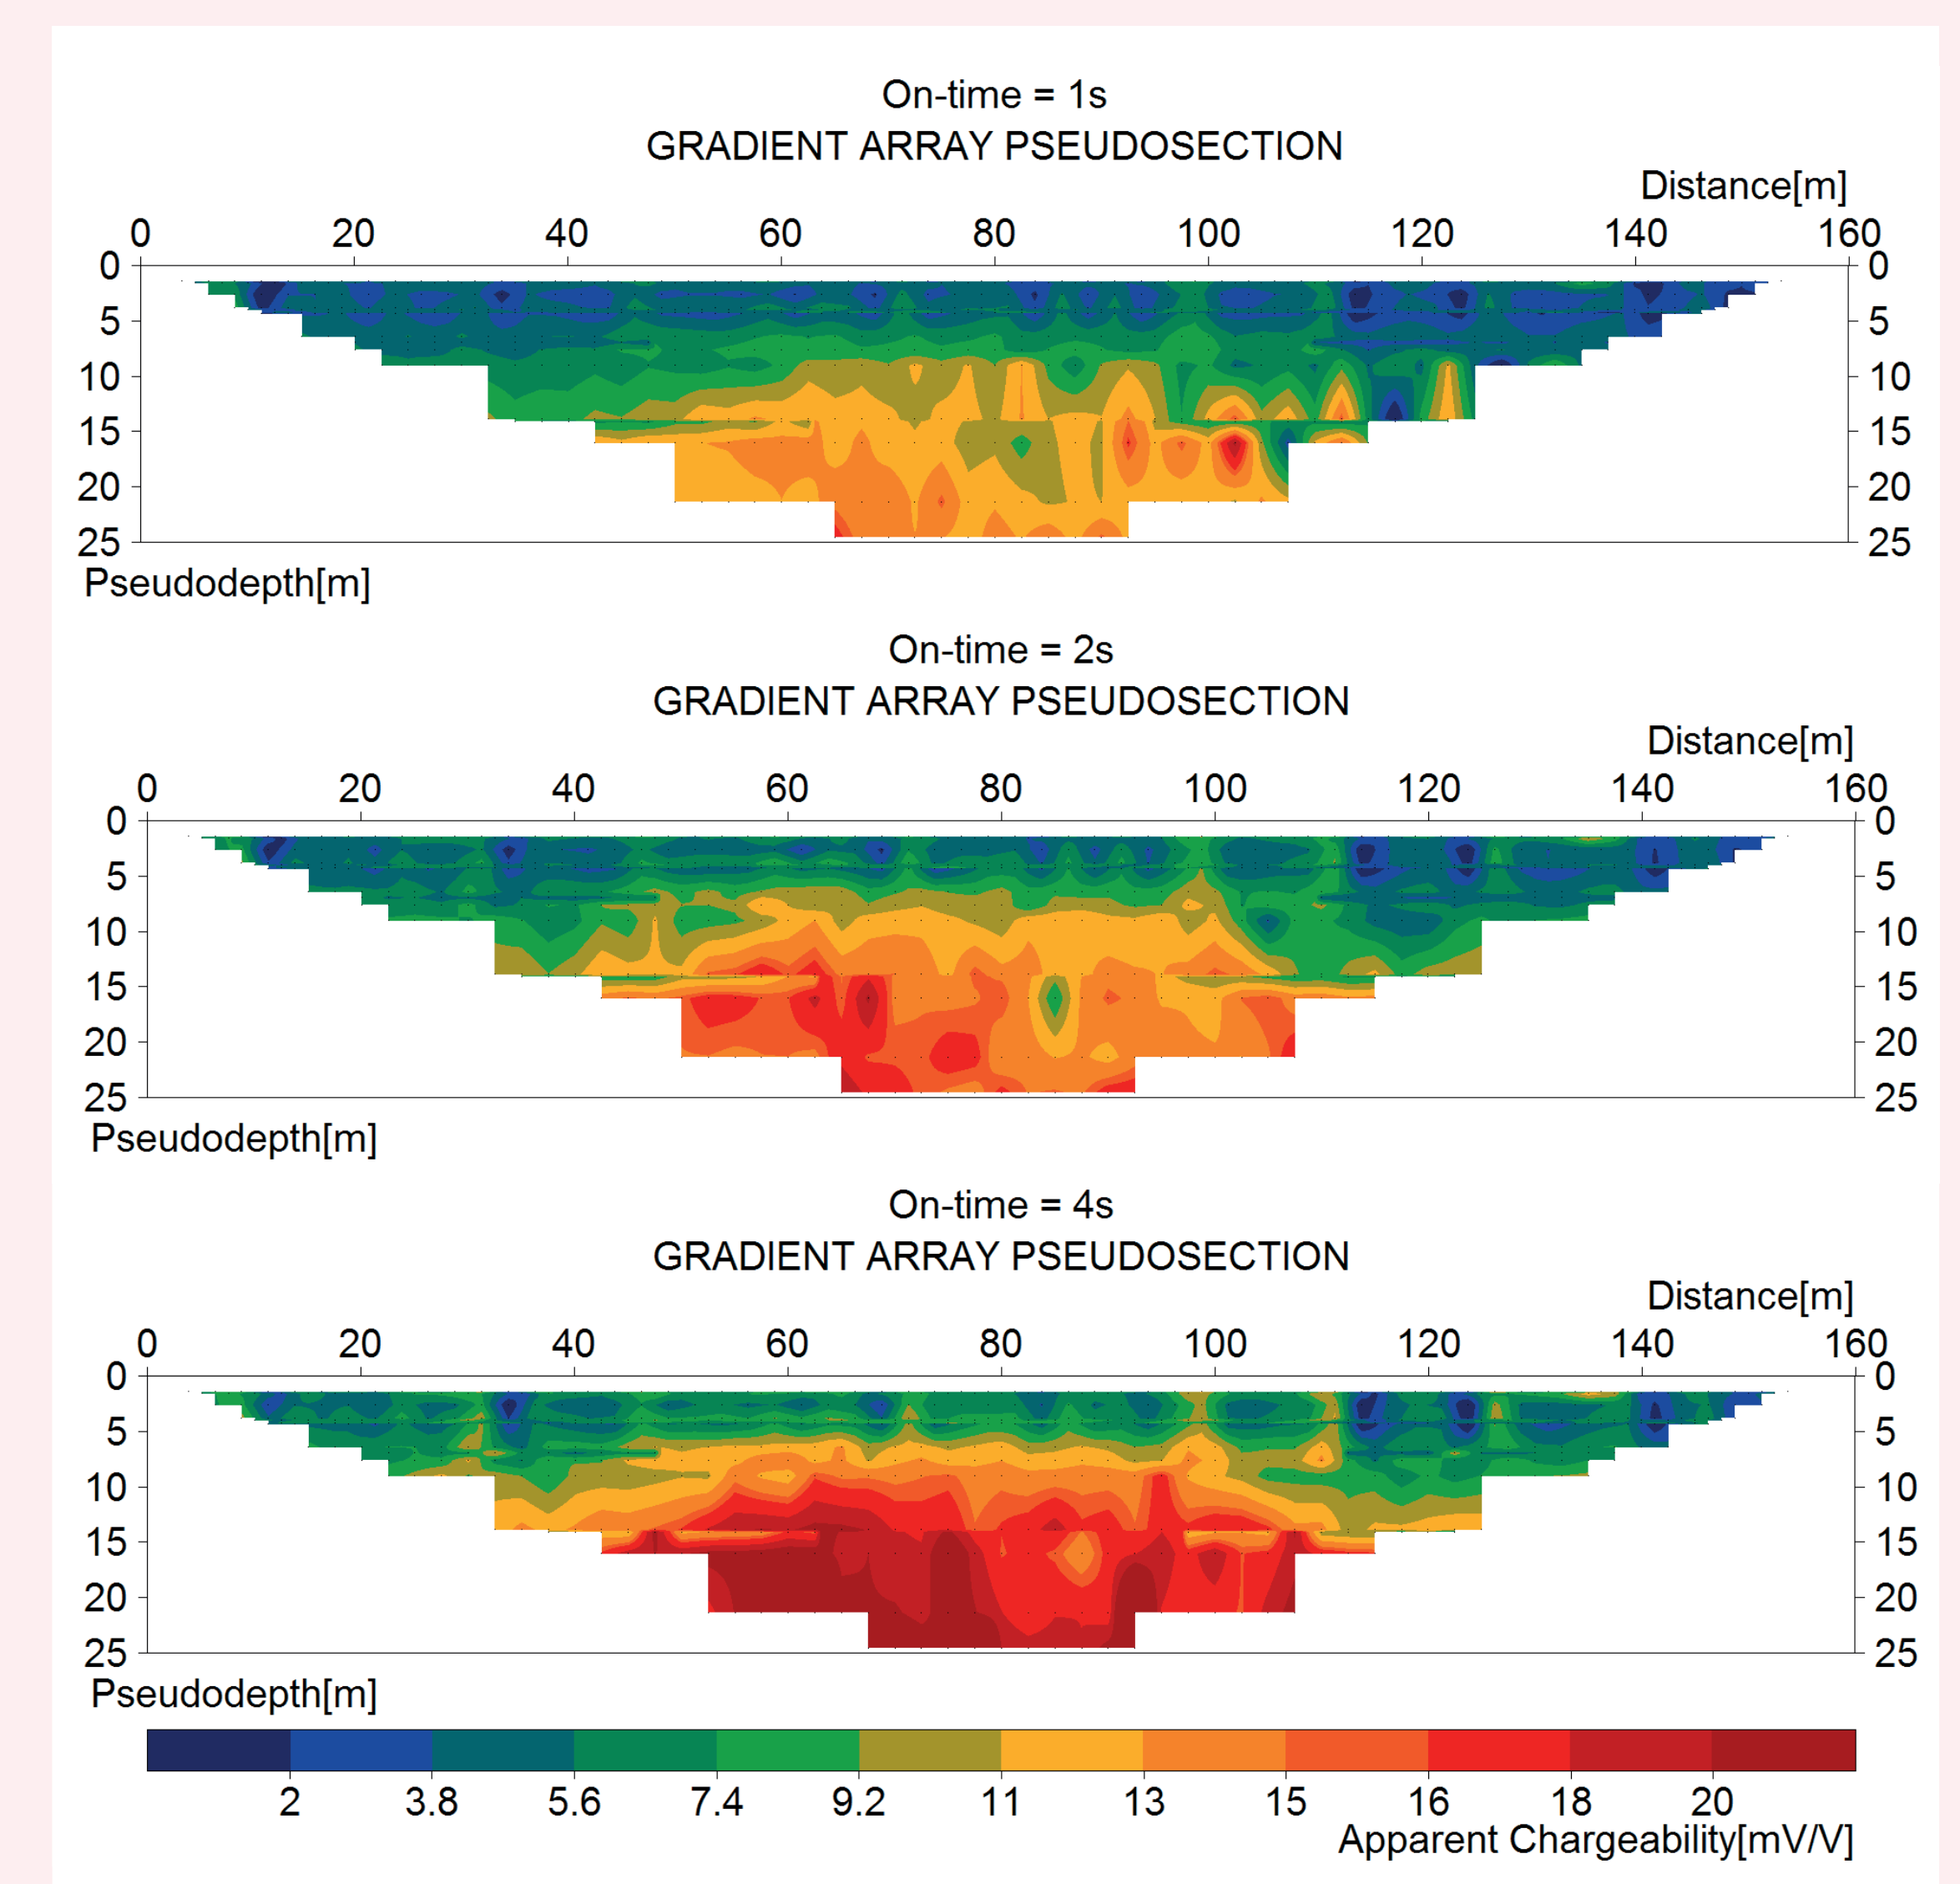 On-time = 1s
GRADIENT ARRAY PSEUDOSECTION
Distance[m]
0 20 40 60 80 100 120 140 160
0 0
5 5
10 10
15 15
20 20
25 25
Pseudodepth[m]
On-time = 2s
GRADIENT ARRAY PSEUDOSECTION
Distance[m]
0 20 40 60 80 100 120 140 160
0 0
5 5
10 10
15 15
20 20
25 25
Pseudodepth[m]
On-time = 4s
GRADIENT ARRAY PSEUDOSECTION
Distance[m]
0 20 40 60 80 100 120 140 160
0 0
5 5
10 10
15 15
20 20
25 25
Pseudodepth[m]
2 3.8 5.6 7.4 9.2 11 13 15 16 18 20
Apparent Chargeability[mV/V]